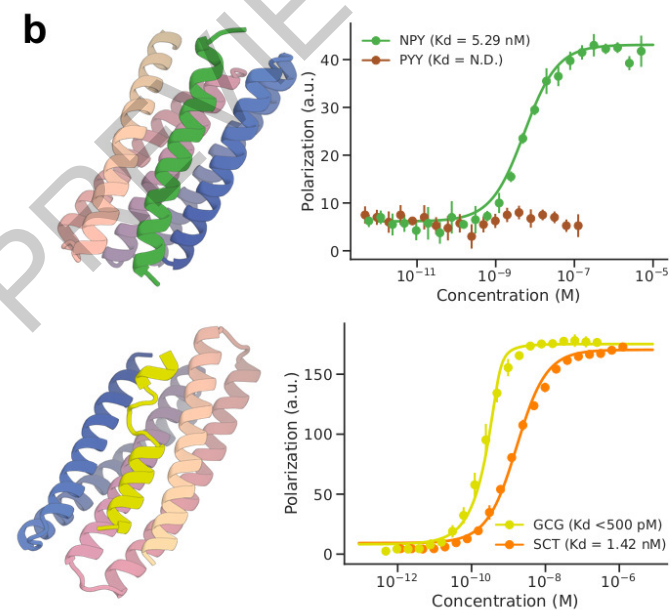 b
NPY (Kd = 5.29 nM)
PYY (Kd = N.D.)
Polarization (a.u.)
40
30
20
10
0
10⁻¹¹ 10⁻⁹ 10⁻⁷ 10⁻⁵
Concentration (M)
PREVIE
Polarization (a.u.)
150
100
50
0
GCG (Kd <500 pM)
SCT (Kd = 1.42 nM)
10⁻¹² 10⁻¹⁰ 10⁻⁸ 10⁻⁶
Concentration (M)